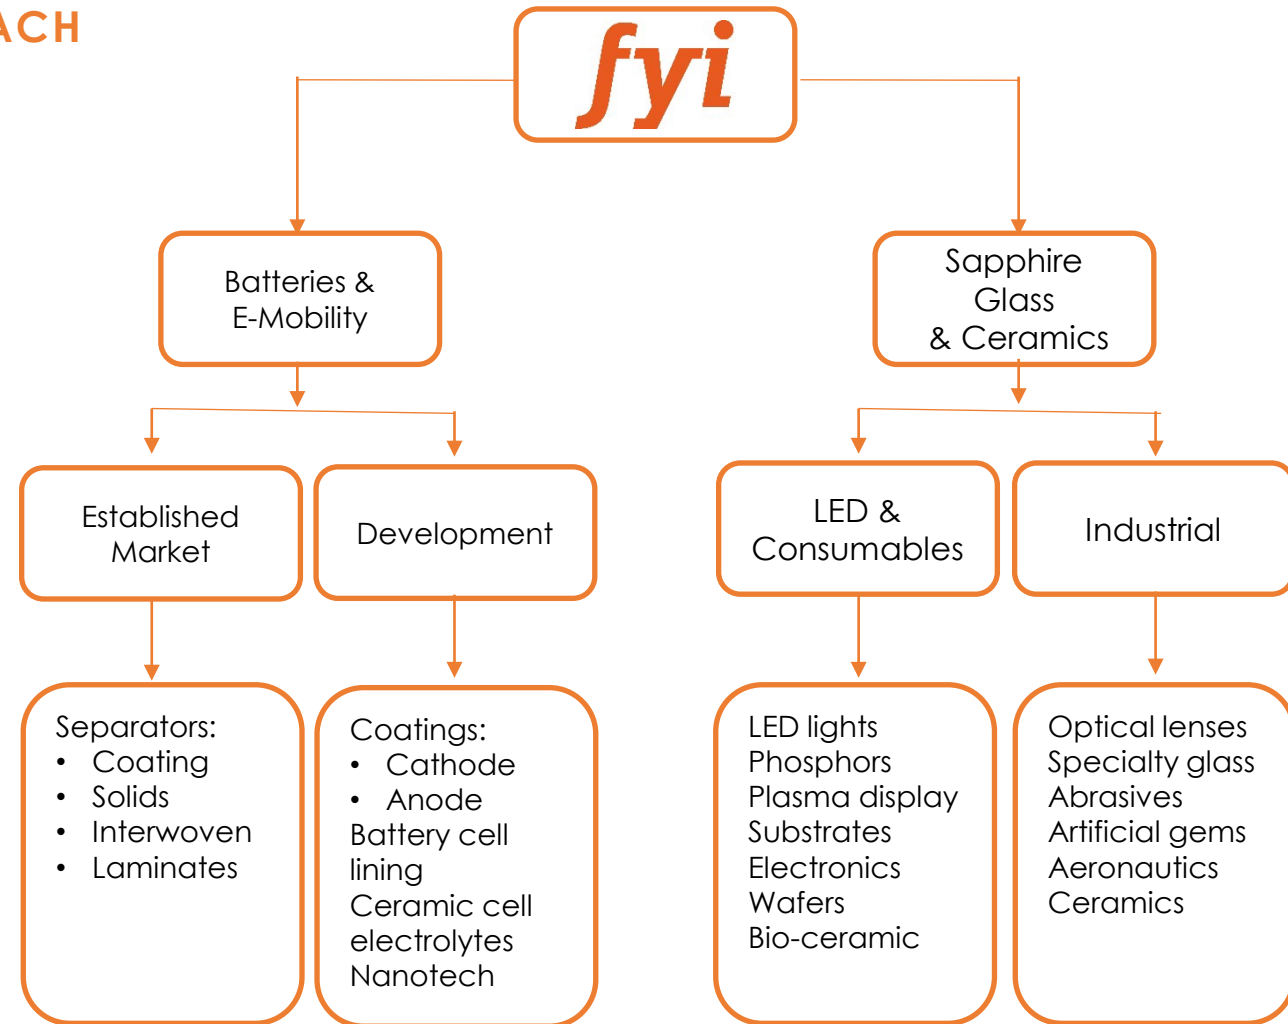 ACH
fyi
Batteries &
E-Mobility
Sapphire
Glass
& Ceramics
Established
Market
Development
LED &
Consumables
Industrial
Separators:
• Coating
• Solids
• Interwoven
• Laminates
Coatings:
• Cathode
• Anode
Battery cell
lining
Ceramic cell
electrolytes
Nanotech
LED lights
Phosphors
Plasma display
Substrates
Electronics
Wafers
Bio-ceramic
Optical lenses
Specialty glass
Abrasives
Artificial gems
Aeronautics
Ceramics